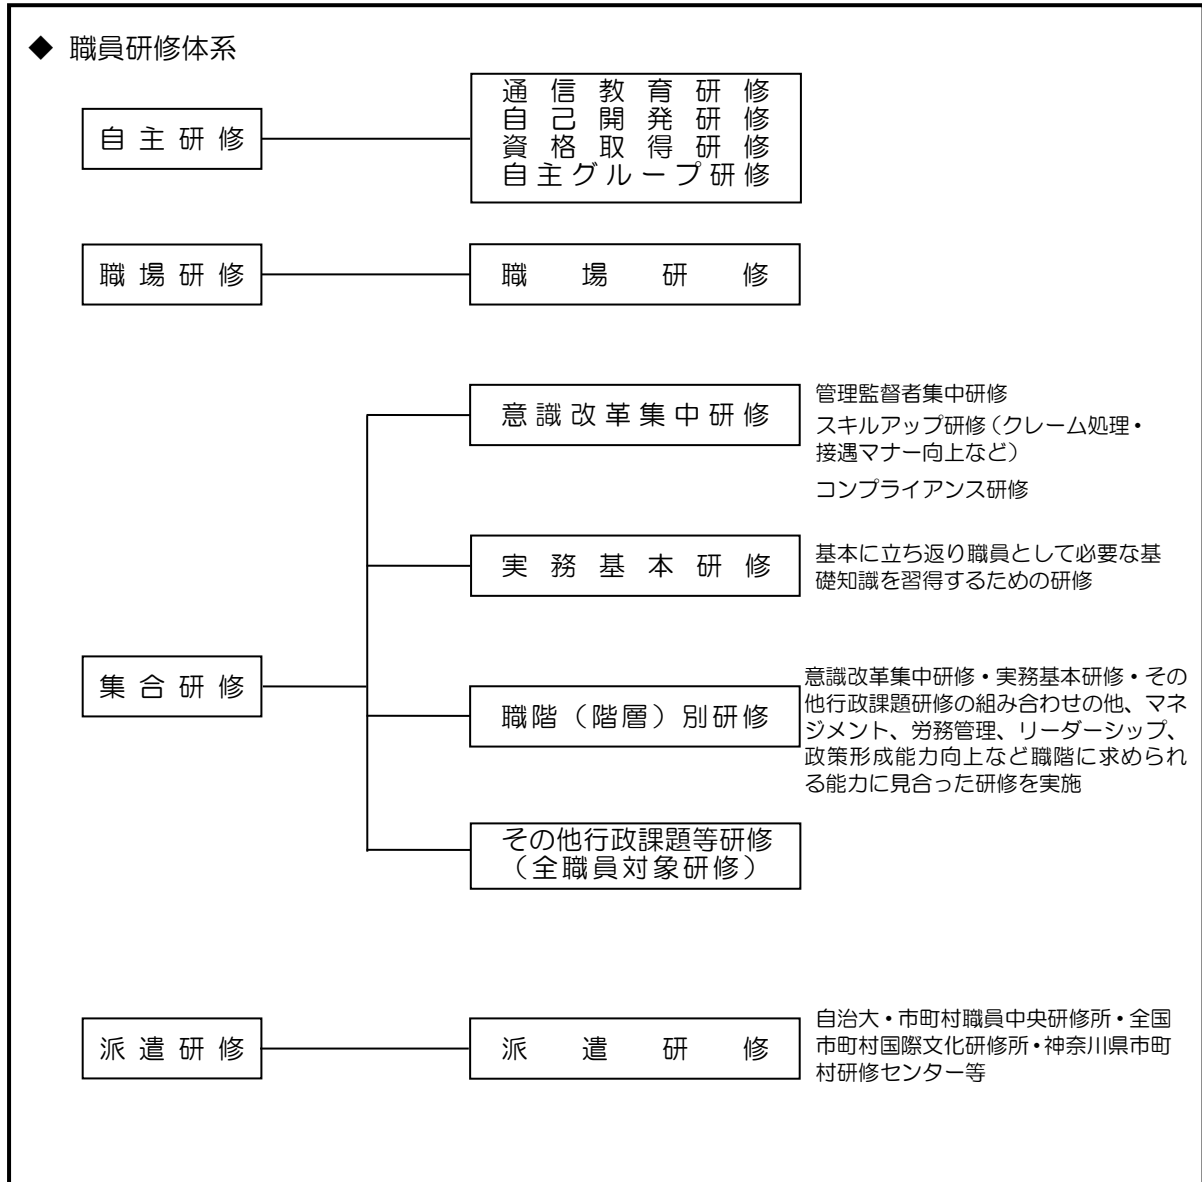 ◆ 職員研修体系
通信教育研修
自己開発研修
自主研修
資格取得研修
自主グループ研修
職場研修
職場研修
意識改革集中研修
管理監督者集中研修
スキルアップ研修（クレーム処理・
接遇マナー向上など）
コンプライアンス研修
実務基本研修
基本に立ち返り職員として必要な基
礎知識を習得するための研修
集合研修
職階（階層）別研修
意識改革集中研修・実務基本研修・その
他行政課題研修の組み合わせの他、マネ
ジメント、労務管理、リーダーシップ、
政策形成能力向上など職階に求められ
る能力に見合った研修を実施
その他行政課題等研修
（全職員対象研修）
派遣研修
派遣研修
自治大・市町村職員中央研修所・全国
市町村国際文化研修所・神奈川県市町
村研修センター等